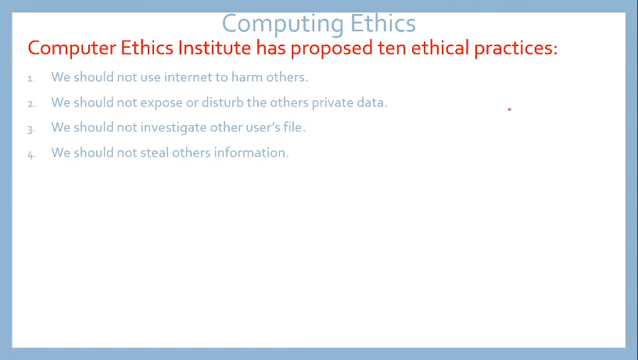 Computing Ethics
Computer Ethics Institute has proposed ten ethical practices:
1. We should not use internet to harm others.
2. We should not expose or disturb the others private data.
3. We should not investigate other user's file.
4. We should not steal others information.